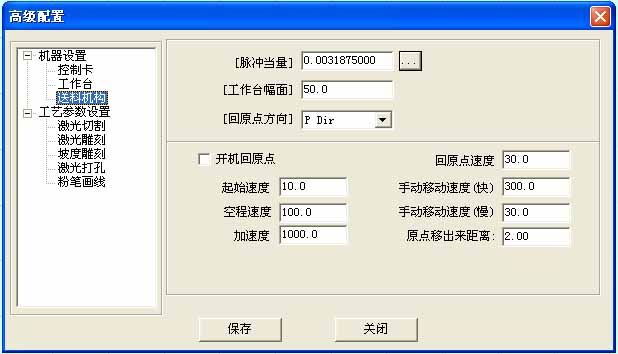 高级配置
机器设置
控制卡
工作台
送料机构
工艺参数设置
激光切割
激光雕刻
坡度雕刻
激光打孔
粉笔画线
[脉冲当量] 0.0031875000 ...
[工作台幅面] 50.0
[回原点方向] P Dir
开机回原点
回原点速度 30.0
起始速度 10.0
手动移动速度(快) 300.0
空程速度 100.0
手动移动速度(慢) 30.0
加速度 1000.0
原点移出来距离: 2.00
保存
关闭